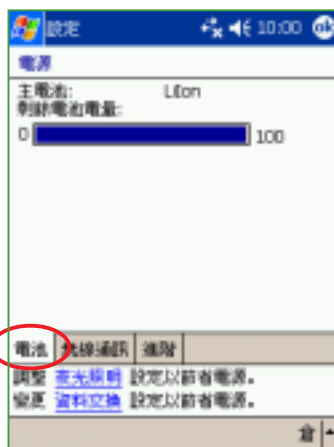 設定 10:00 ok
電源
主電池: LiIon
剩餘電池電量:
0 100
電池 無線通訊 進階
調整 背光照明 設定以節省電源。
變更 資料交換 設定以節省電源。
倉